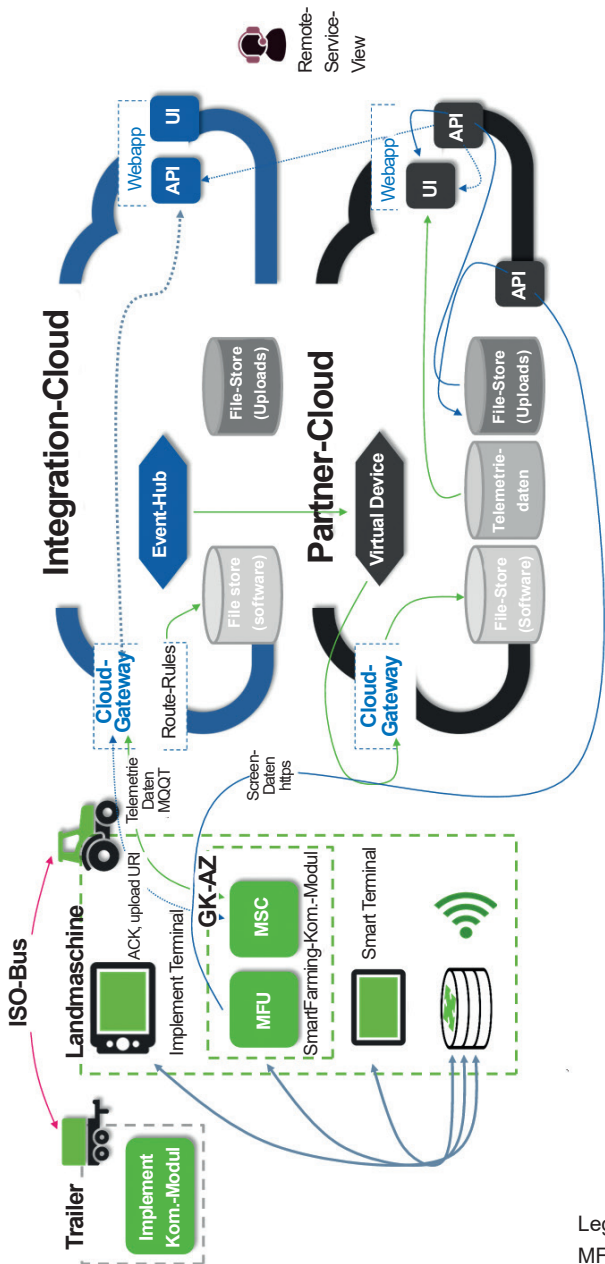 ISO-Bus
Trailer
Implement
Kom.-Modul
Landmaschine
ACK, upload URI
Implement Terminal
GK-AZ
MFU
MSC
SmartFarming-Kom.-Modul
Smart Terminal
Telemetrie
Daten
MQQT
Screen-
Daten
https
Integration-Cloud
Cloud-
Gateway
Route-Rules
Event-Hub
File store
(software)
File-Store
(Uploads)
Webapp
API
UI
Partner-Cloud
Cloud-
Gateway
Virtual Device
File-Store
(Software)
Telemetrie-
daten
File-Store
(Uploads)
Webapp
UI
API
API
Remote-
Service-
View
Leg
MF